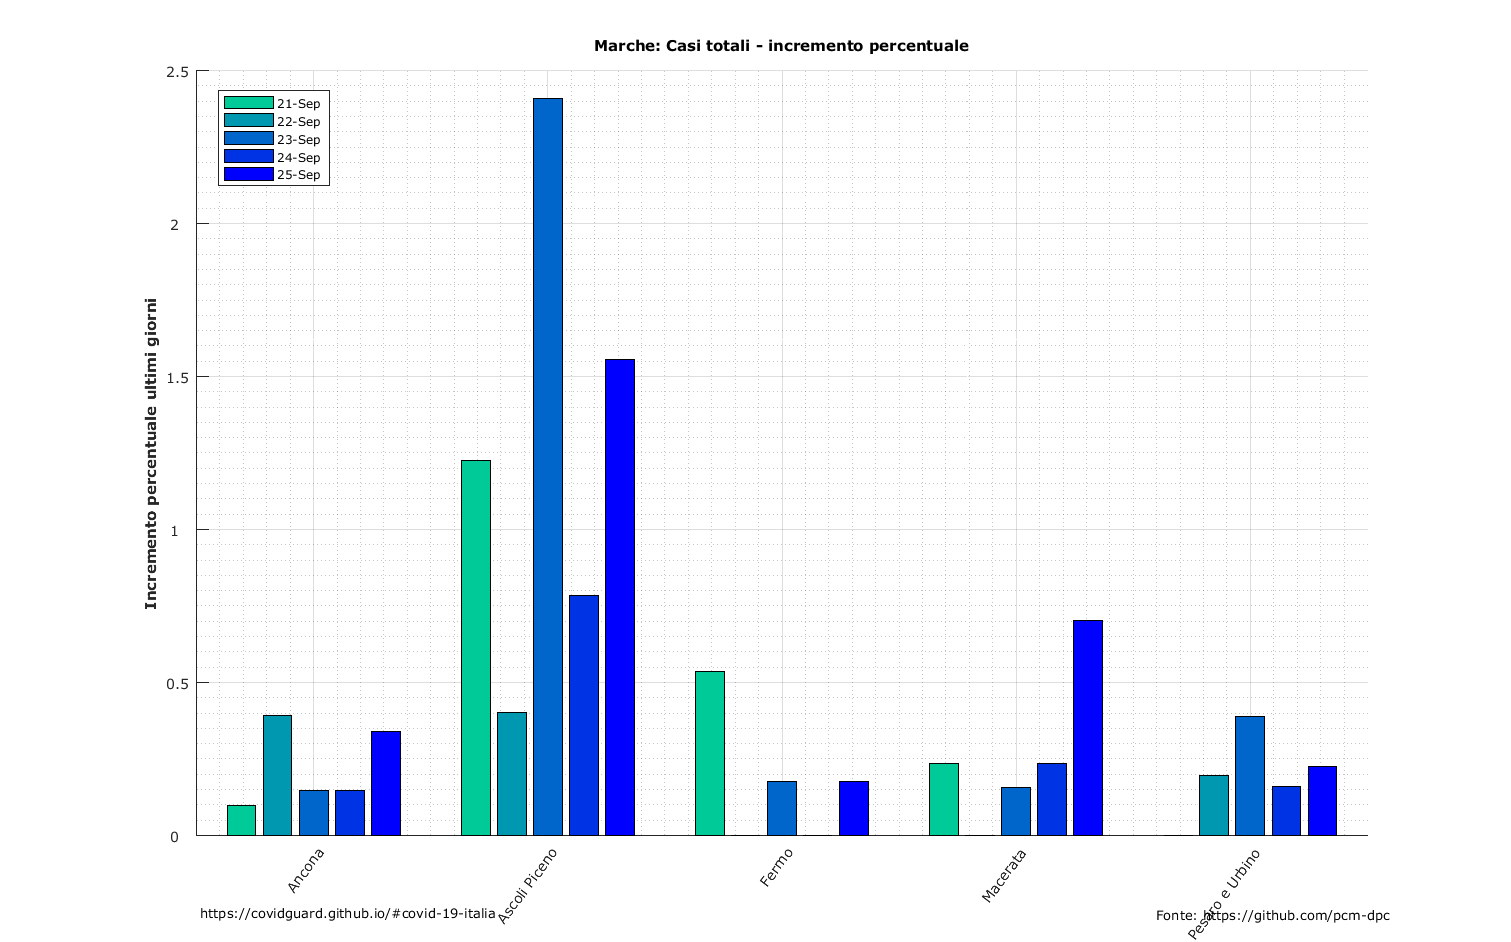 Marche: Casi totali - incremento percentuale
2.5
2
1.5
1
0.5
0
Incremento percentuale ultimi giorni
21-Sep
22-Sep
23-Sep
24-Sep
25-Sep
Ancona
Ascoli Piceno
Fermo
Macerata
Pesaro e Urbino
https://covidguard.github.io/#covid-19-italia
Fonte: https://github.com/pcm-dpc